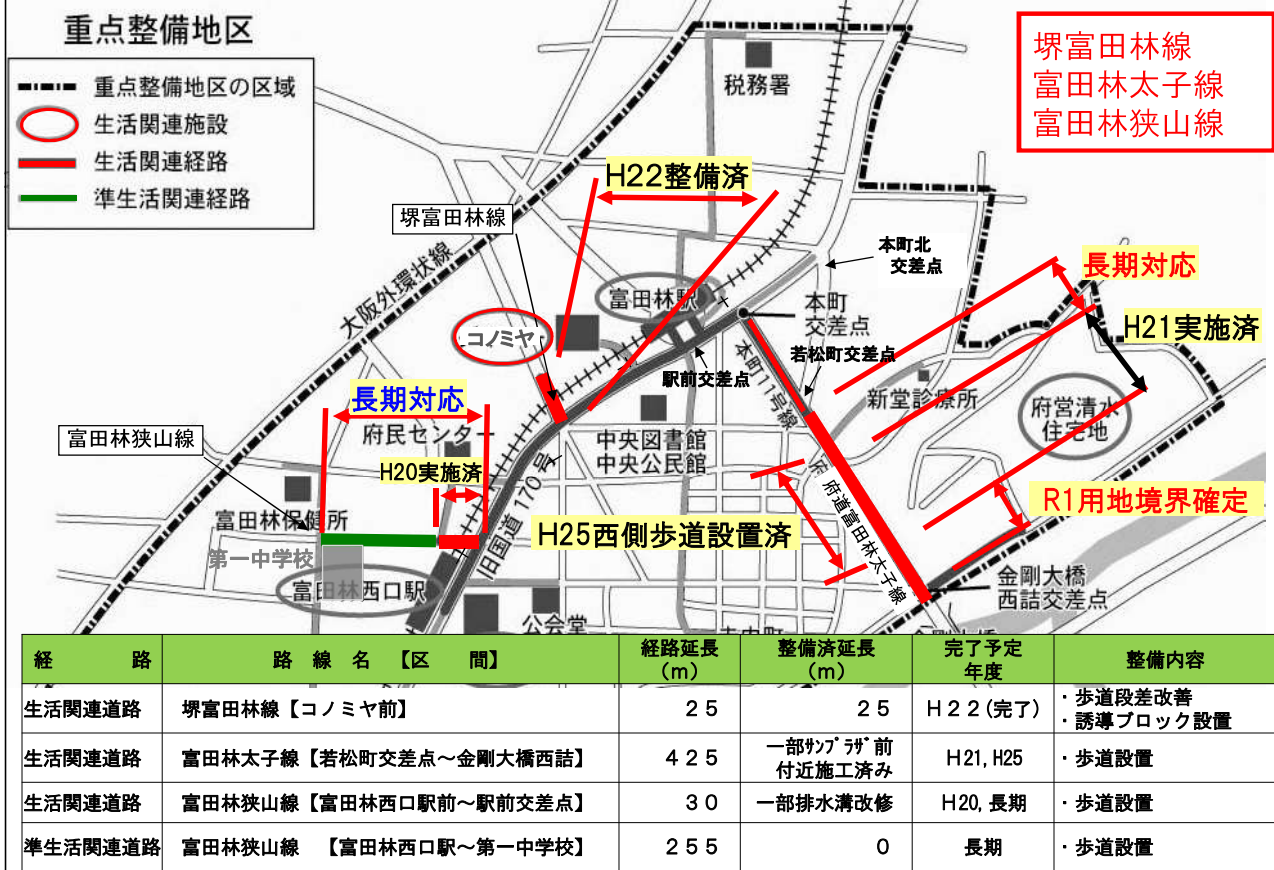 重点整備地区
重点整備地区の区域
生活関連施設
生活関連経路
準生活関連経路
堺富田林線
富田林太子線
富田林狭山線
税務署
H22整備済
堺富田林線
大阪外環状線
本町北
交差点
長期対応
富田林駅
本町
交差点
コノミヤ
H21実施済
若松町交差点
駅前交差点
本町11号線
新堂診療所
府営清水
住宅地
長期対応
富田林狭山線
府民センター
中央図書館
中央公民館
H20実施済
旧国道170号
府
府道富田林太子線
R1用地境界確定
富田林保健所
H25西側歩道設置済
第一中学校
富田林西口駅
金剛大橋
西詰交差点
公会堂
経 路 路 線 名 【区 間】 経路延長（m） 整備済延長（m） 完了予定年度 整備内容
生活関連道路 堺富田林線【コノミヤ前】 25 25 H22(完了) ・歩道段差改善
・誘導ブロック設置
生活関連道路 富田林太子線【若松町交差点～金剛大橋西詰】 425 一部ｻﾝﾌﾟﾗｻﾞ前付近施工済み H21, H25 ・歩道設置
生活関連道路 富田林狭山線【富田林西口駅前～駅前交差点】 30 一部排水溝改修 H20, 長期 ・歩道設置
準生活関連道路 富田林狭山線 【富田林西口駅～第一中学校】 255 0 長期 ・歩道設置